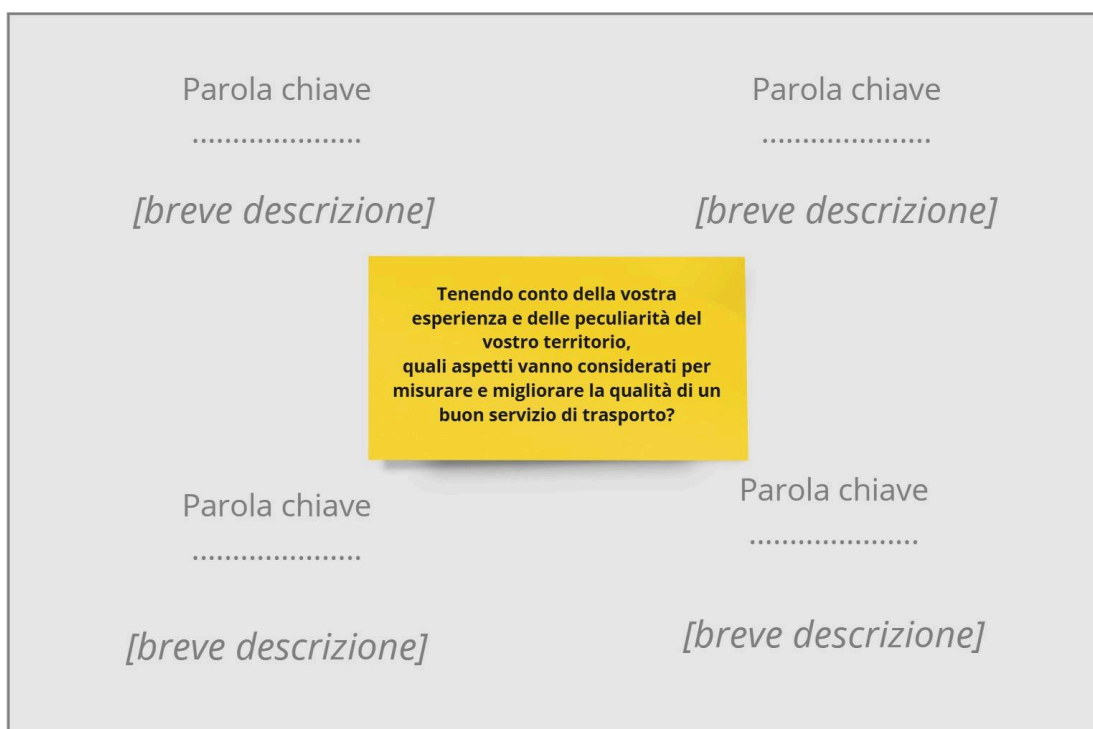 Parola chiave
.....................
[breve descrizione]
Parola chiave
.....................
[breve descrizione]
Tenendo conto della vostra
esperienza e delle peculiarità del
vostro territorio,
quali aspetti vanno considerati per
misurare e migliorare la qualità di un
buon servizio di trasporto?
Parola chiave
.....................
[breve descrizione]
Parola chiave
.....................
[breve descrizione]